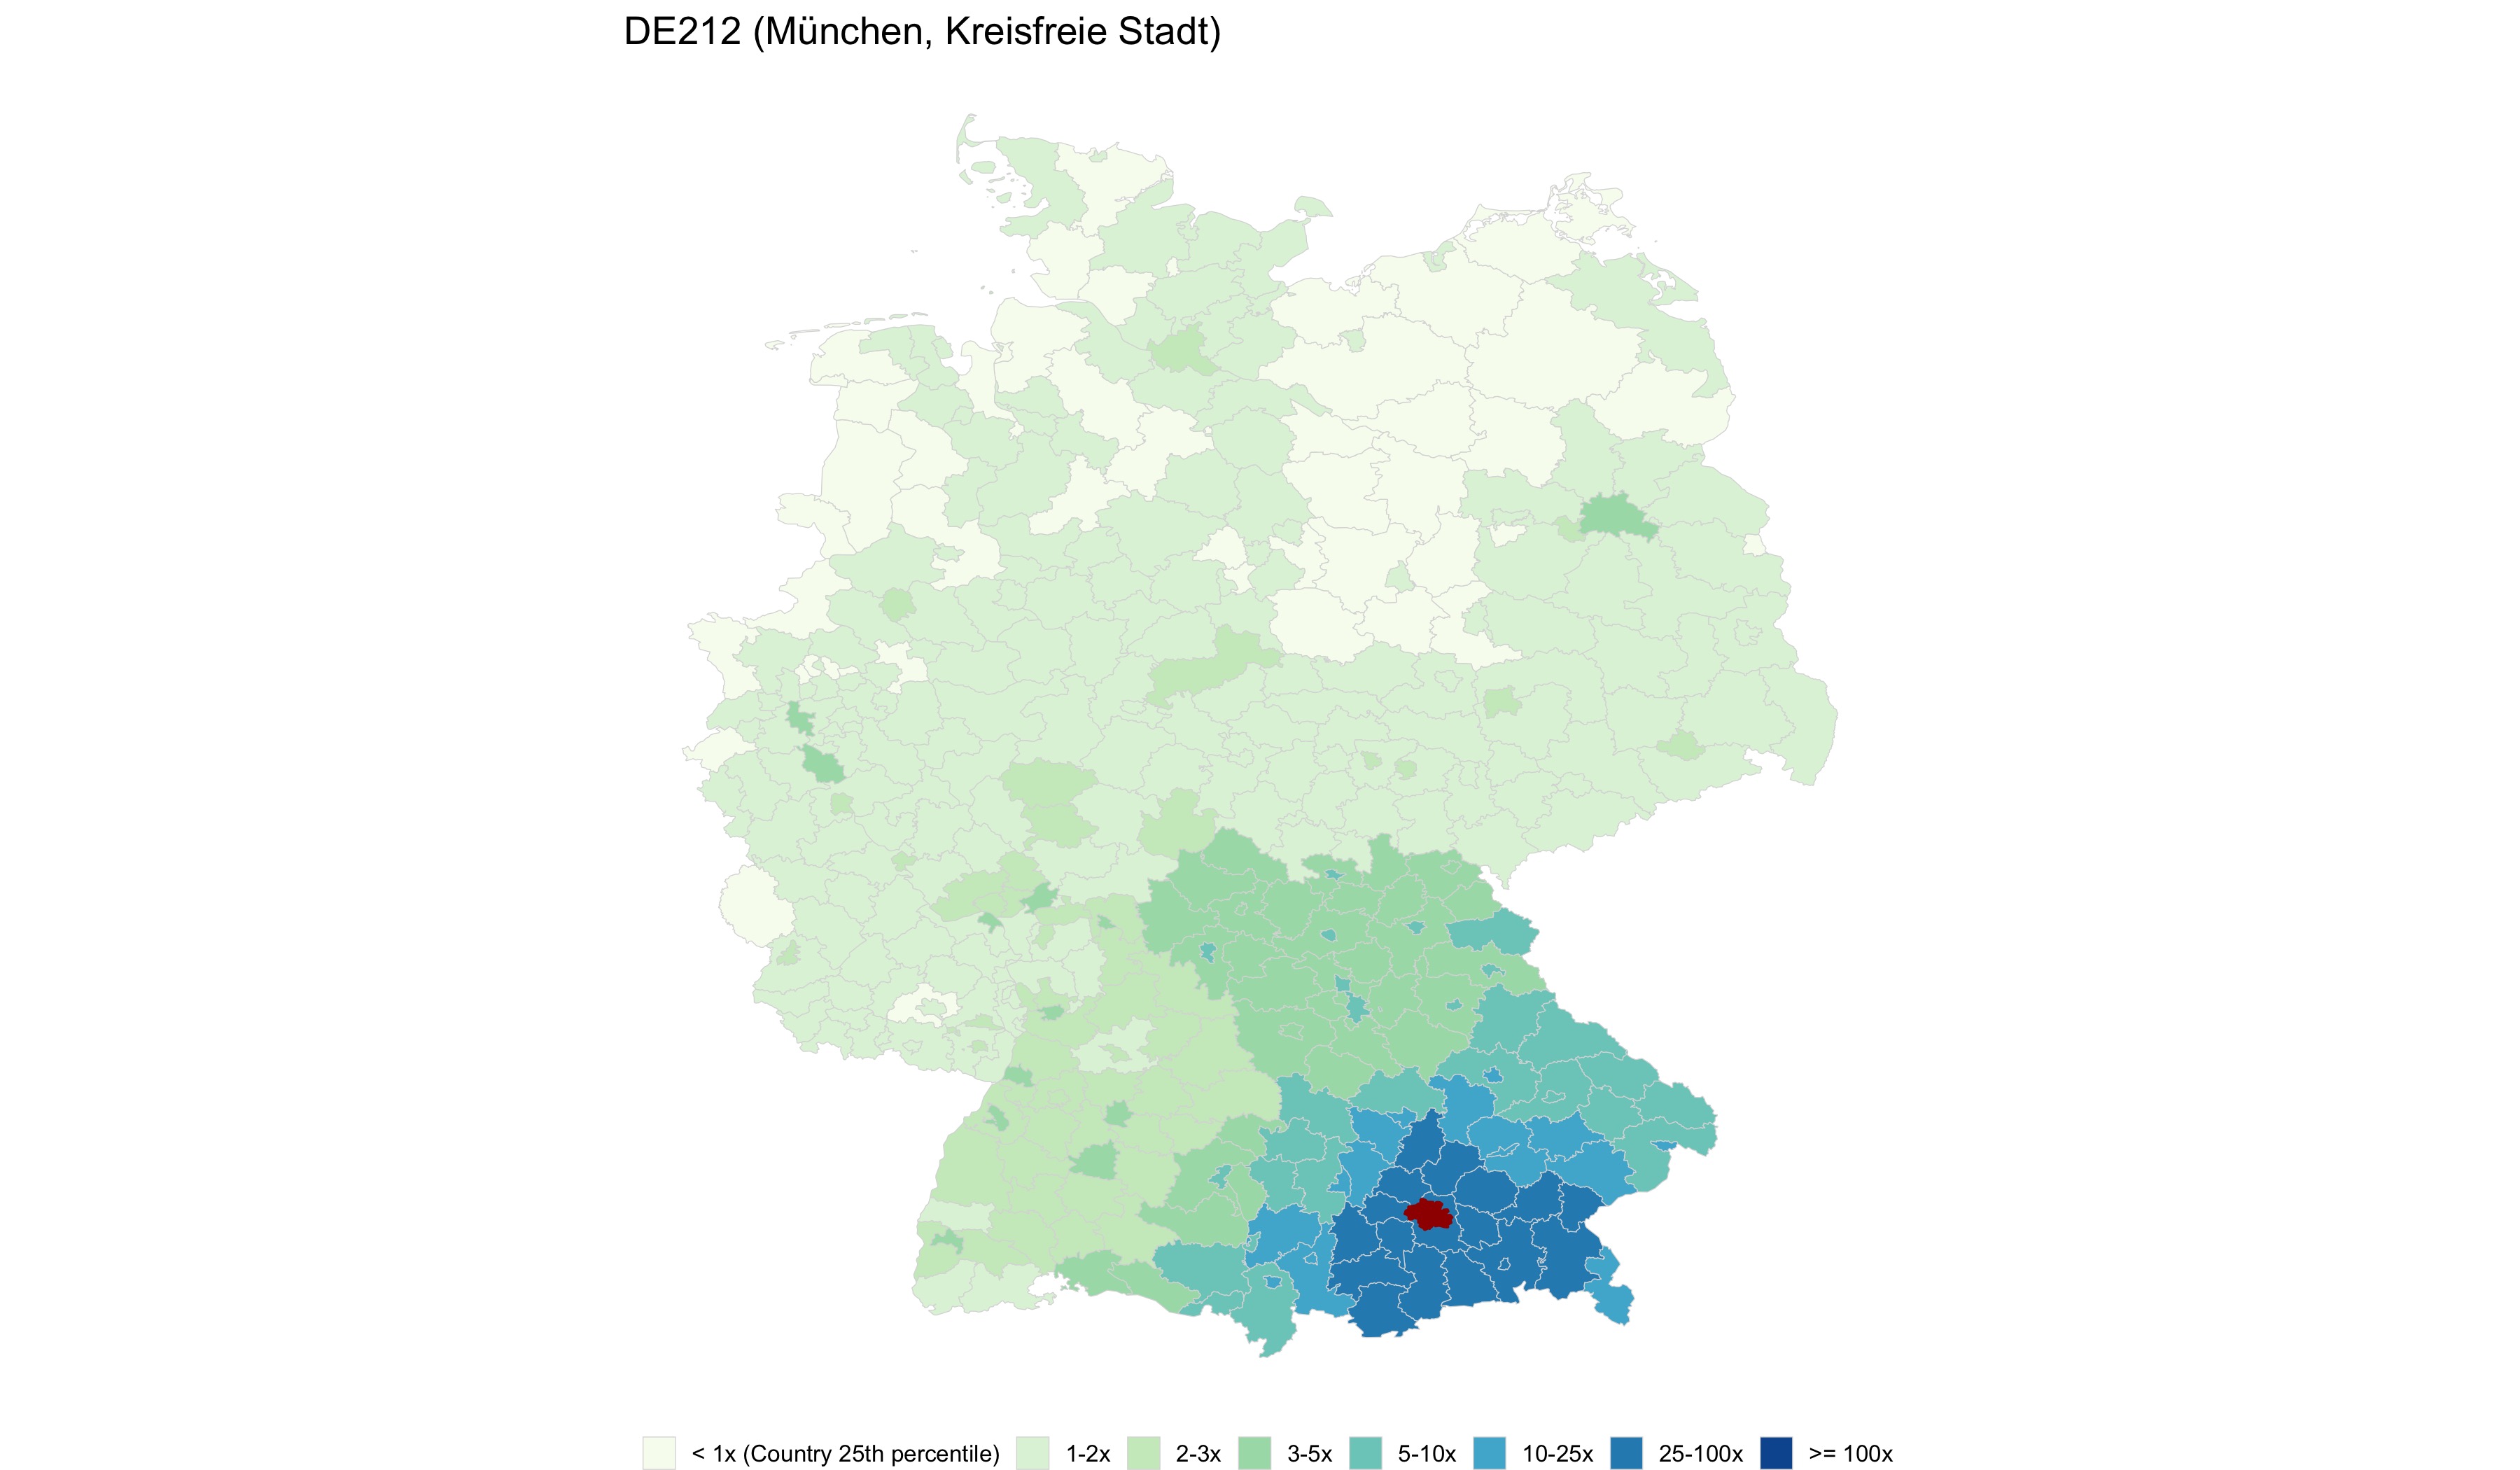 DE212 (München, Kreisfreie Stadt)
< 1x (Country 25th percentile) 1-2x 2-3x 3-5x 5-10x 10-25x 25-100x >= 100x